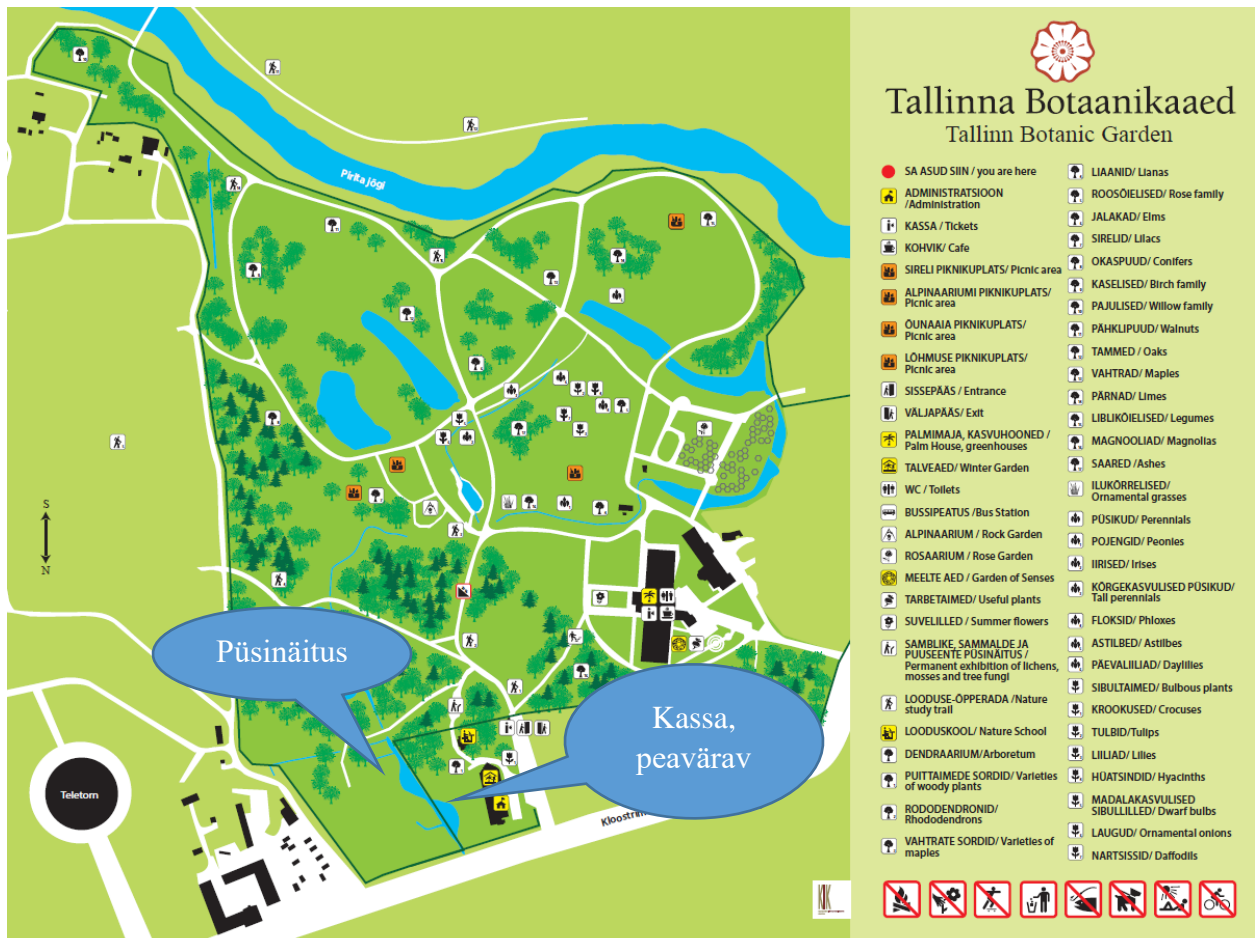 Pirita jõgi
S
N
Teletorn
Püsinäitus
Kassa,
peavärav
Tallinna Botaanikaaed
Tallinn Botanic Garden
SA ASUD SIIN / you are here
ADMINISTRATSIOON
/Administration
KASSA / Tickets
KOHVIK/ Cafe
SIRELI PIKNIKUPLATS/ Picnic area
ALPINAARIUMI PIKNIKUPLATS/
Picnic area
ÕUNAAIA PIKNIKUPLATS/
Picnic area
LÕHMUSE PIKNIKUPLATS/
Picnic area
SISSEPÄÄS / Entrance
VÄLJAPÄÄS/ Exit
PALMIMAJA, KASVUHOONED /
Palm House, greenhouses
TALVEAED/ Winter Garden
WC / Toilets
BUSSIPEATUS /Bus Station
ALPINAARIUM / Rock Garden
ROSAARIUM / Rose Garden
MEELTE AED / Garden of Senses
TARBETAIMED/ Useful plants
SUVELILLED / Summer flowers
SAMBLIKE, SAMMALDE JA
PUUSEENTE PÜSINÄITUS /
Permanent exhibition of lichens,
mosses and tree fungi
LOODUSE-ÕPPERADA /Nature
study trail
LOODUSKOOL/ Nature School
DENDRAARIUM/Arboretum
PUITTAIMEDE SORDID/ Varieties
of woody plants
RODODENDRONID/
Rhododendrons
VAHTRATE SORDID/ Varieties of
maples
LIAANID/ Lianas
ROOSÕIELISED/ Rose family
JALAKAD/ Elms
SIRELID/ Lilacs
OKASPUUD/ Conifers
KASELISED/ Birch family
PAJULISED/ Willow family
PÄHKLIPUUD/ Walnuts
TAMMED / Oaks
VAHTRAD/ Maples
PÄRNAD/ Limes
LIBLIKÕIELISED/ Legumes
MAGNOOLIAD/ Magnolias
SAARED /Ashes
ILUKÕRRELISED/
Ornamental grasses
PÜSIKUD/ Perennials
POJENGID/ Peonies
IIRISED/ Irises
KÕRGEKASVULISED PÜSIKUD/
Tall perennials
FLOKSID/ Phloxes
ASTILBED/ Astilbes
PÄEVALIILIAD/ Daylilies
SIBULTAIMED/ Bulbous plants
KROOKUSED/ Crocuses
TULBID/Tulips
LIILIAD/ Lilies
HÜATSINDID/ Hyacinths
MADALAKASVULISED
SIBULLILLED/ Dwarf bulbs
LAUGUD/ Ornamental onions
NARTSISSID/ Daffodils